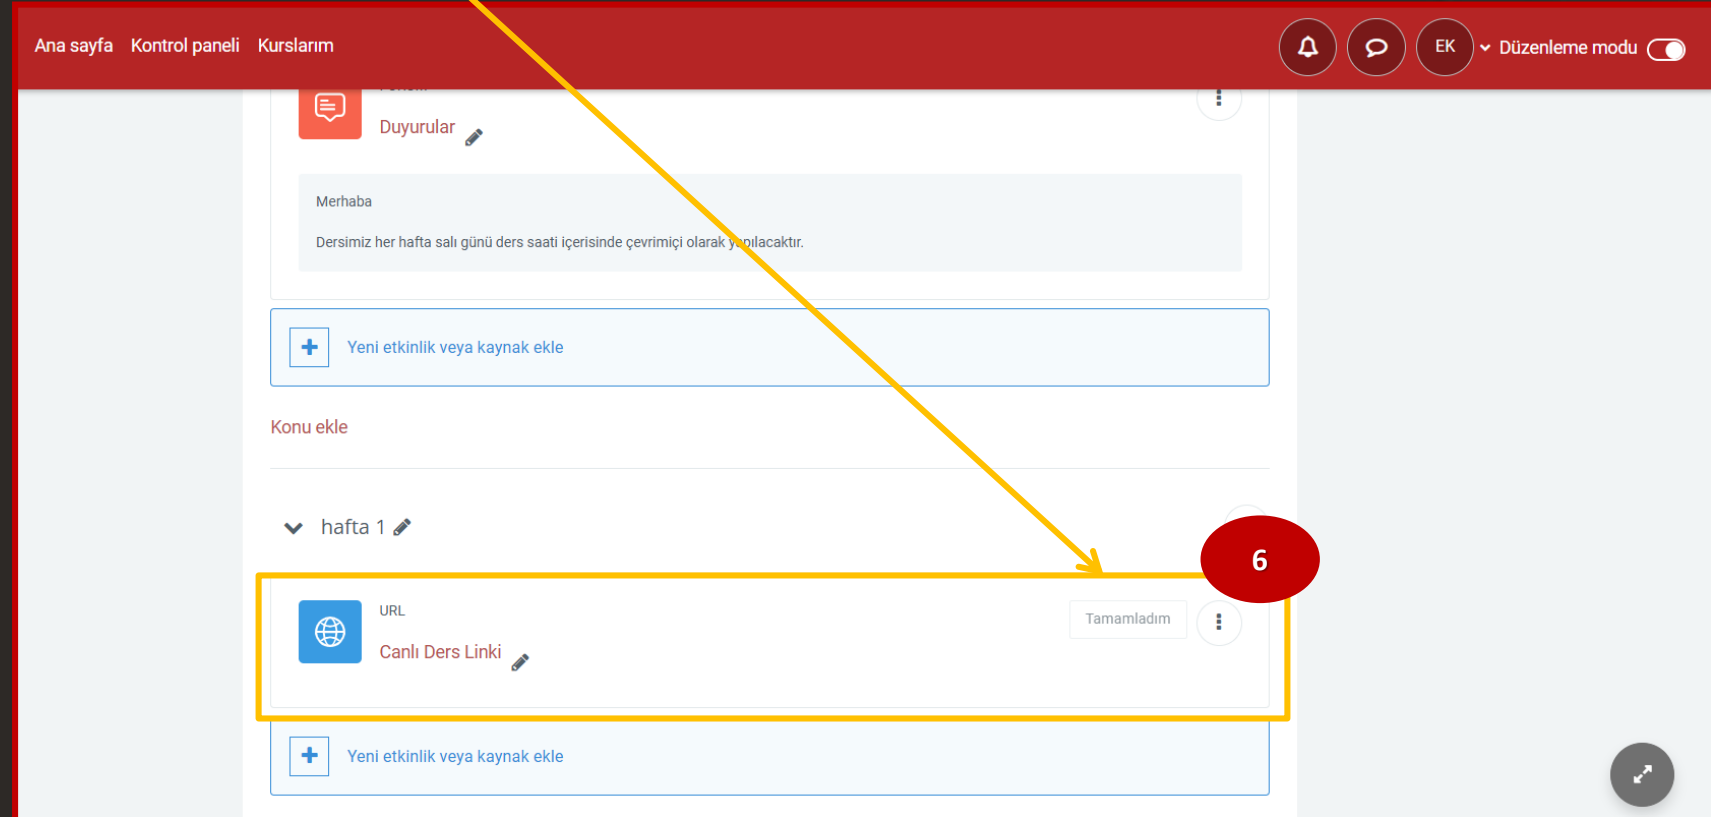 Ana sayfa Kontrol paneli Kurslarım EK Düzenleme modu
Duyurular
Merhaba
Dersimiz her hafta salı günü ders saati içerisinde çevrimiçi olarak yapılacaktır.
Yeni etkinlik veya kaynak ekle
Konu ekle
hafta 1
6
URL
Tamamladım
Canlı Ders Linki
Yeni etkinlik veya kaynak ekle